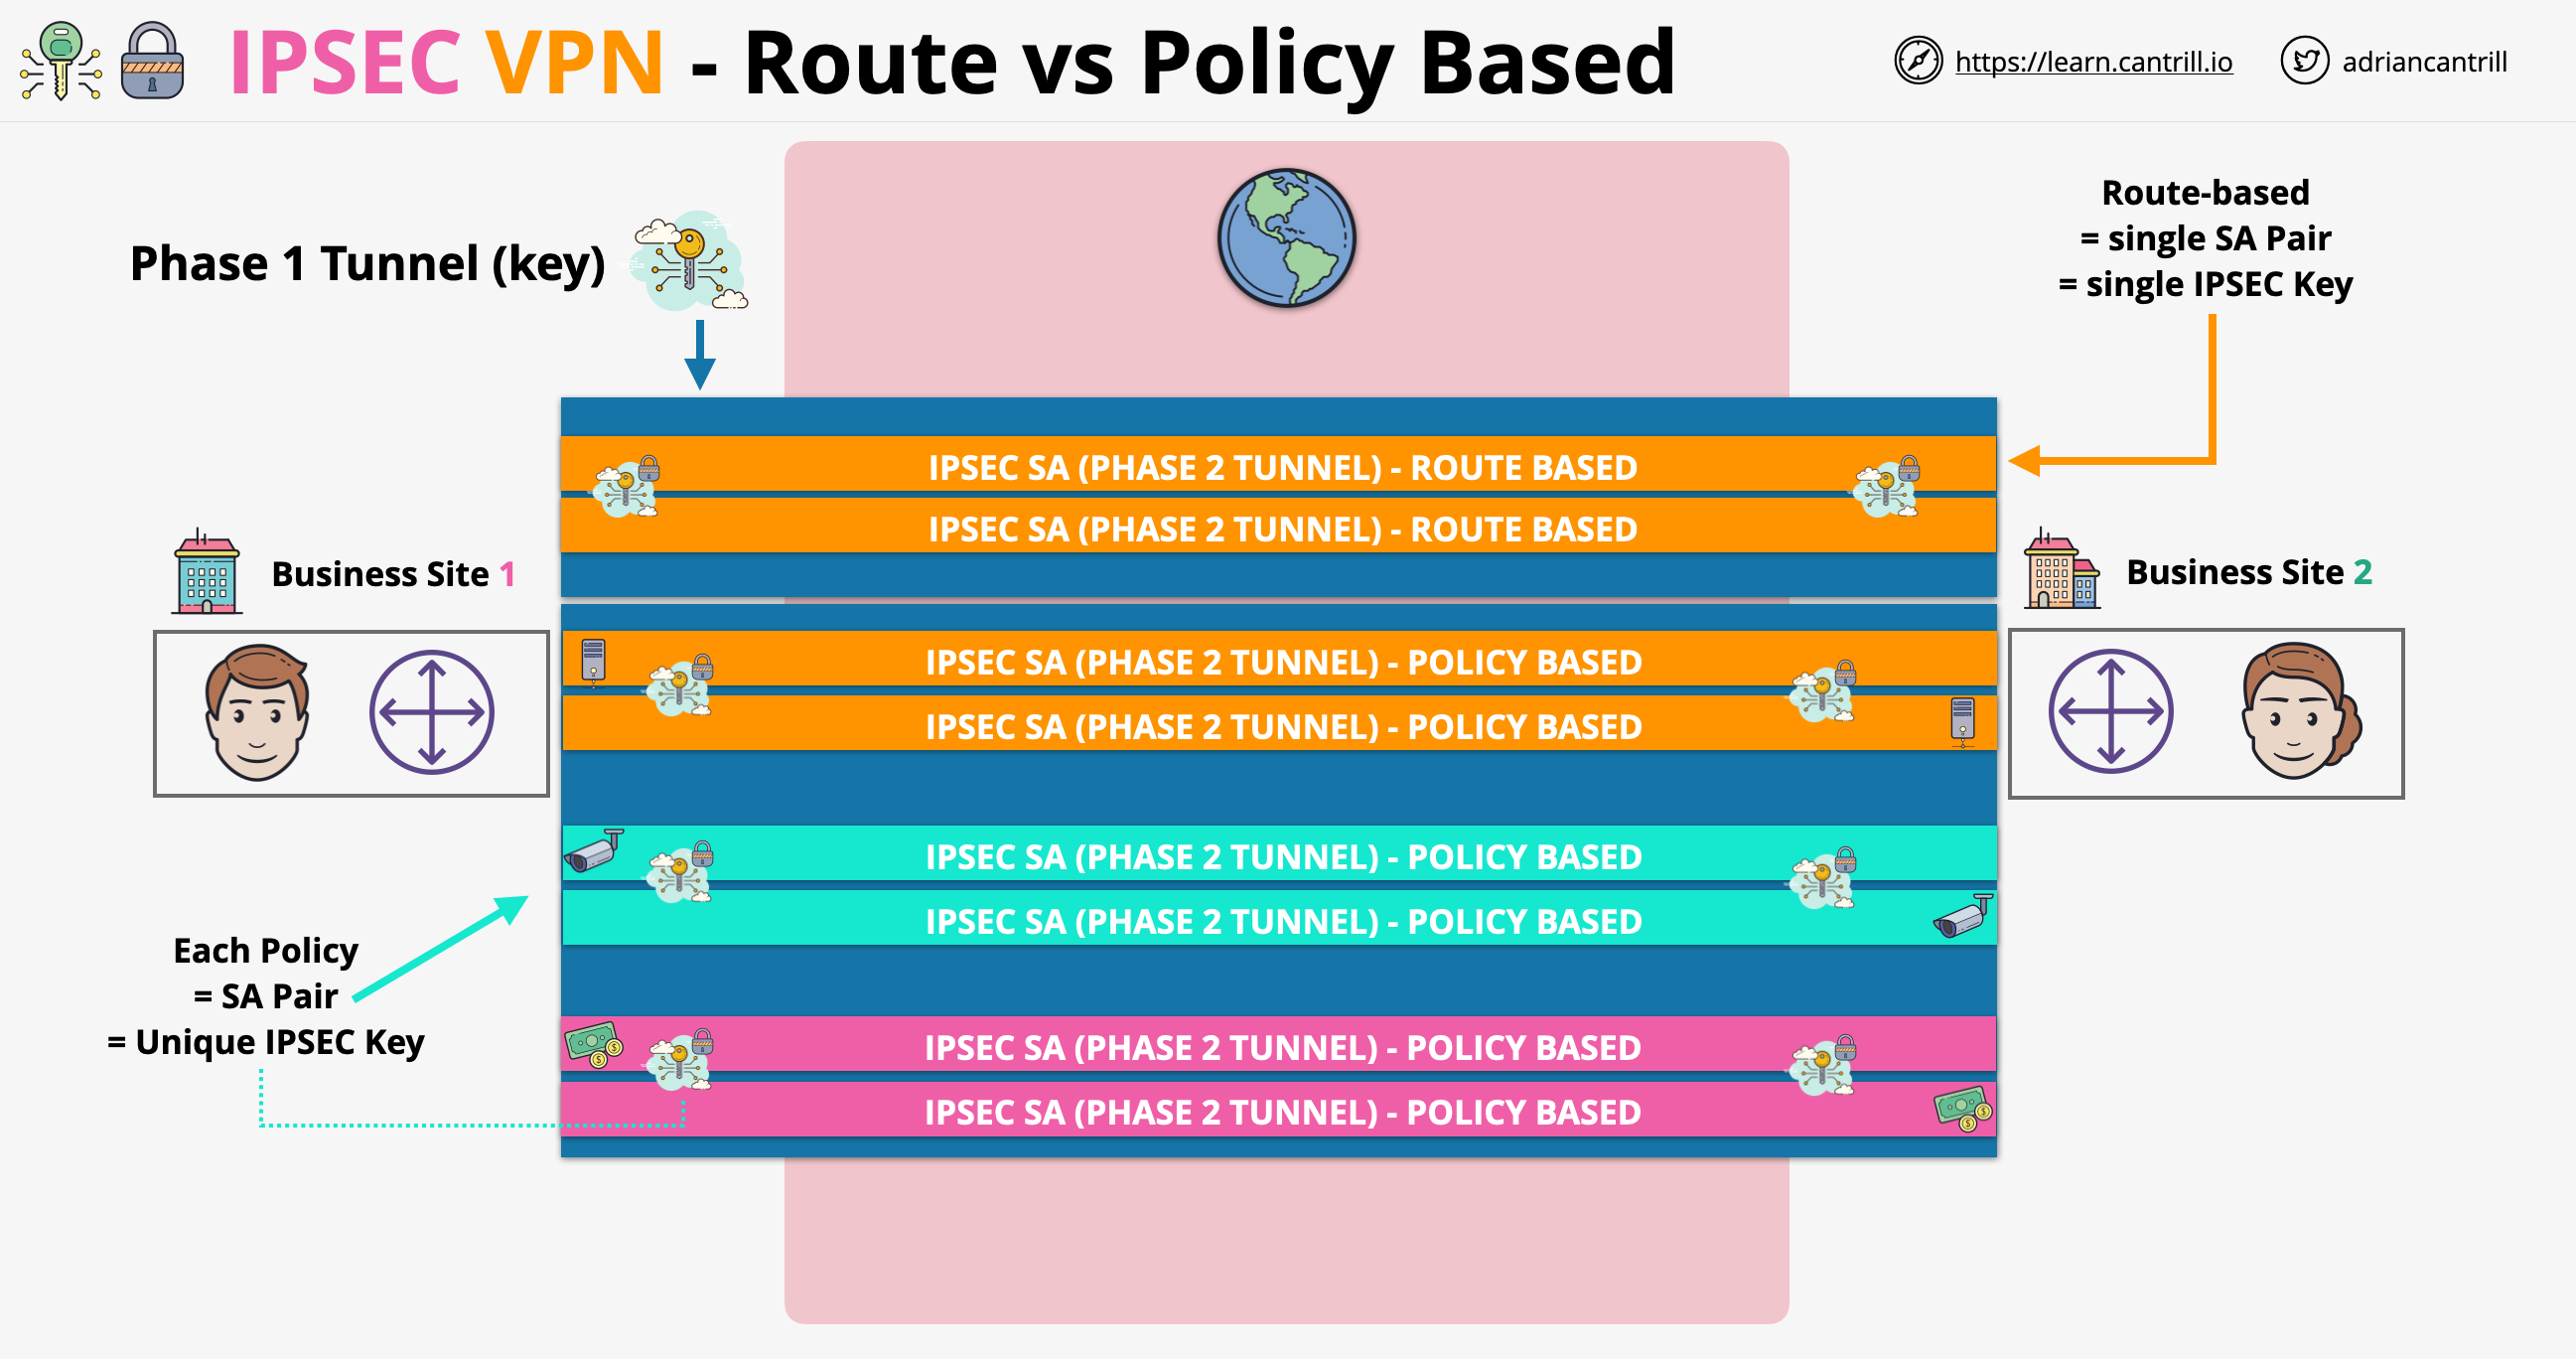 IPSEC VPN - Route vs Policy Based
https://learn.cantrill.io
adriancantrill
Phase 1 Tunnel (key)
Route-based
= single SA Pair
= single IPSEC Key
IPSEC SA (PHASE 2 TUNNEL) - ROUTE BASED
IPSEC SA (PHASE 2 TUNNEL) - ROUTE BASED
Business Site 1
Business Site 2
IPSEC SA (PHASE 2 TUNNEL) - POLICY BASED
IPSEC SA (PHASE 2 TUNNEL) - POLICY BASED
IPSEC SA (PHASE 2 TUNNEL) - POLICY BASED
IPSEC SA (PHASE 2 TUNNEL) - POLICY BASED
Each Policy
= SA Pair
= Unique IPSEC Key
IPSEC SA (PHASE 2 TUNNEL) - POLICY BASED
IPSEC SA (PHASE 2 TUNNEL) - POLICY BASED